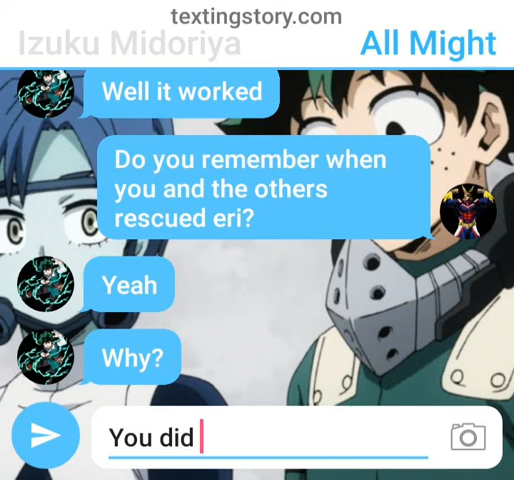 textingstory.com
Izuku Midoriya
All Might
Well it worked
Do you remember when
you and the others
rescued eri?
Yeah
Why?
You did